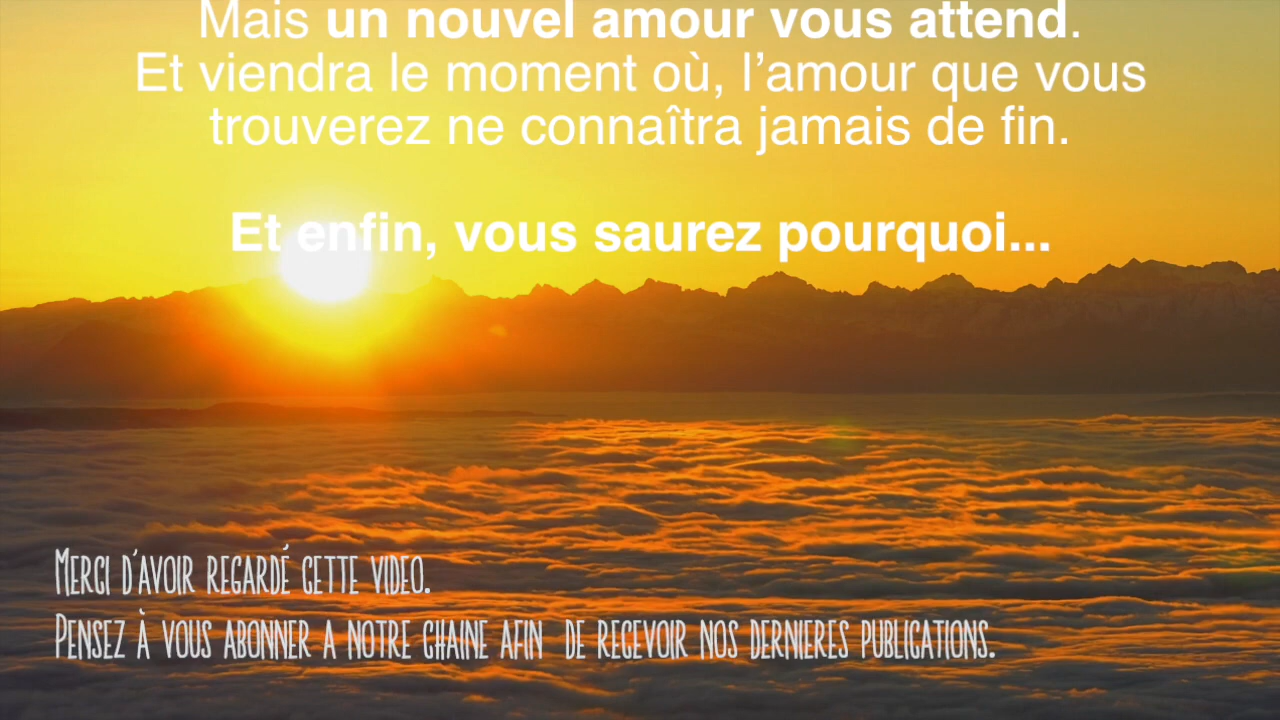 Mais un nouvel amour vous attend.
Et viendra le moment où, l’amour que vous
trouverez ne connaîtra jamais de fin.
Et enfin, vous saurez pourquoi...
Merci d'avoir regardé cette video.
Pensez à vous abonner a notre chaine afin  de recevoir nos dernieres publications.